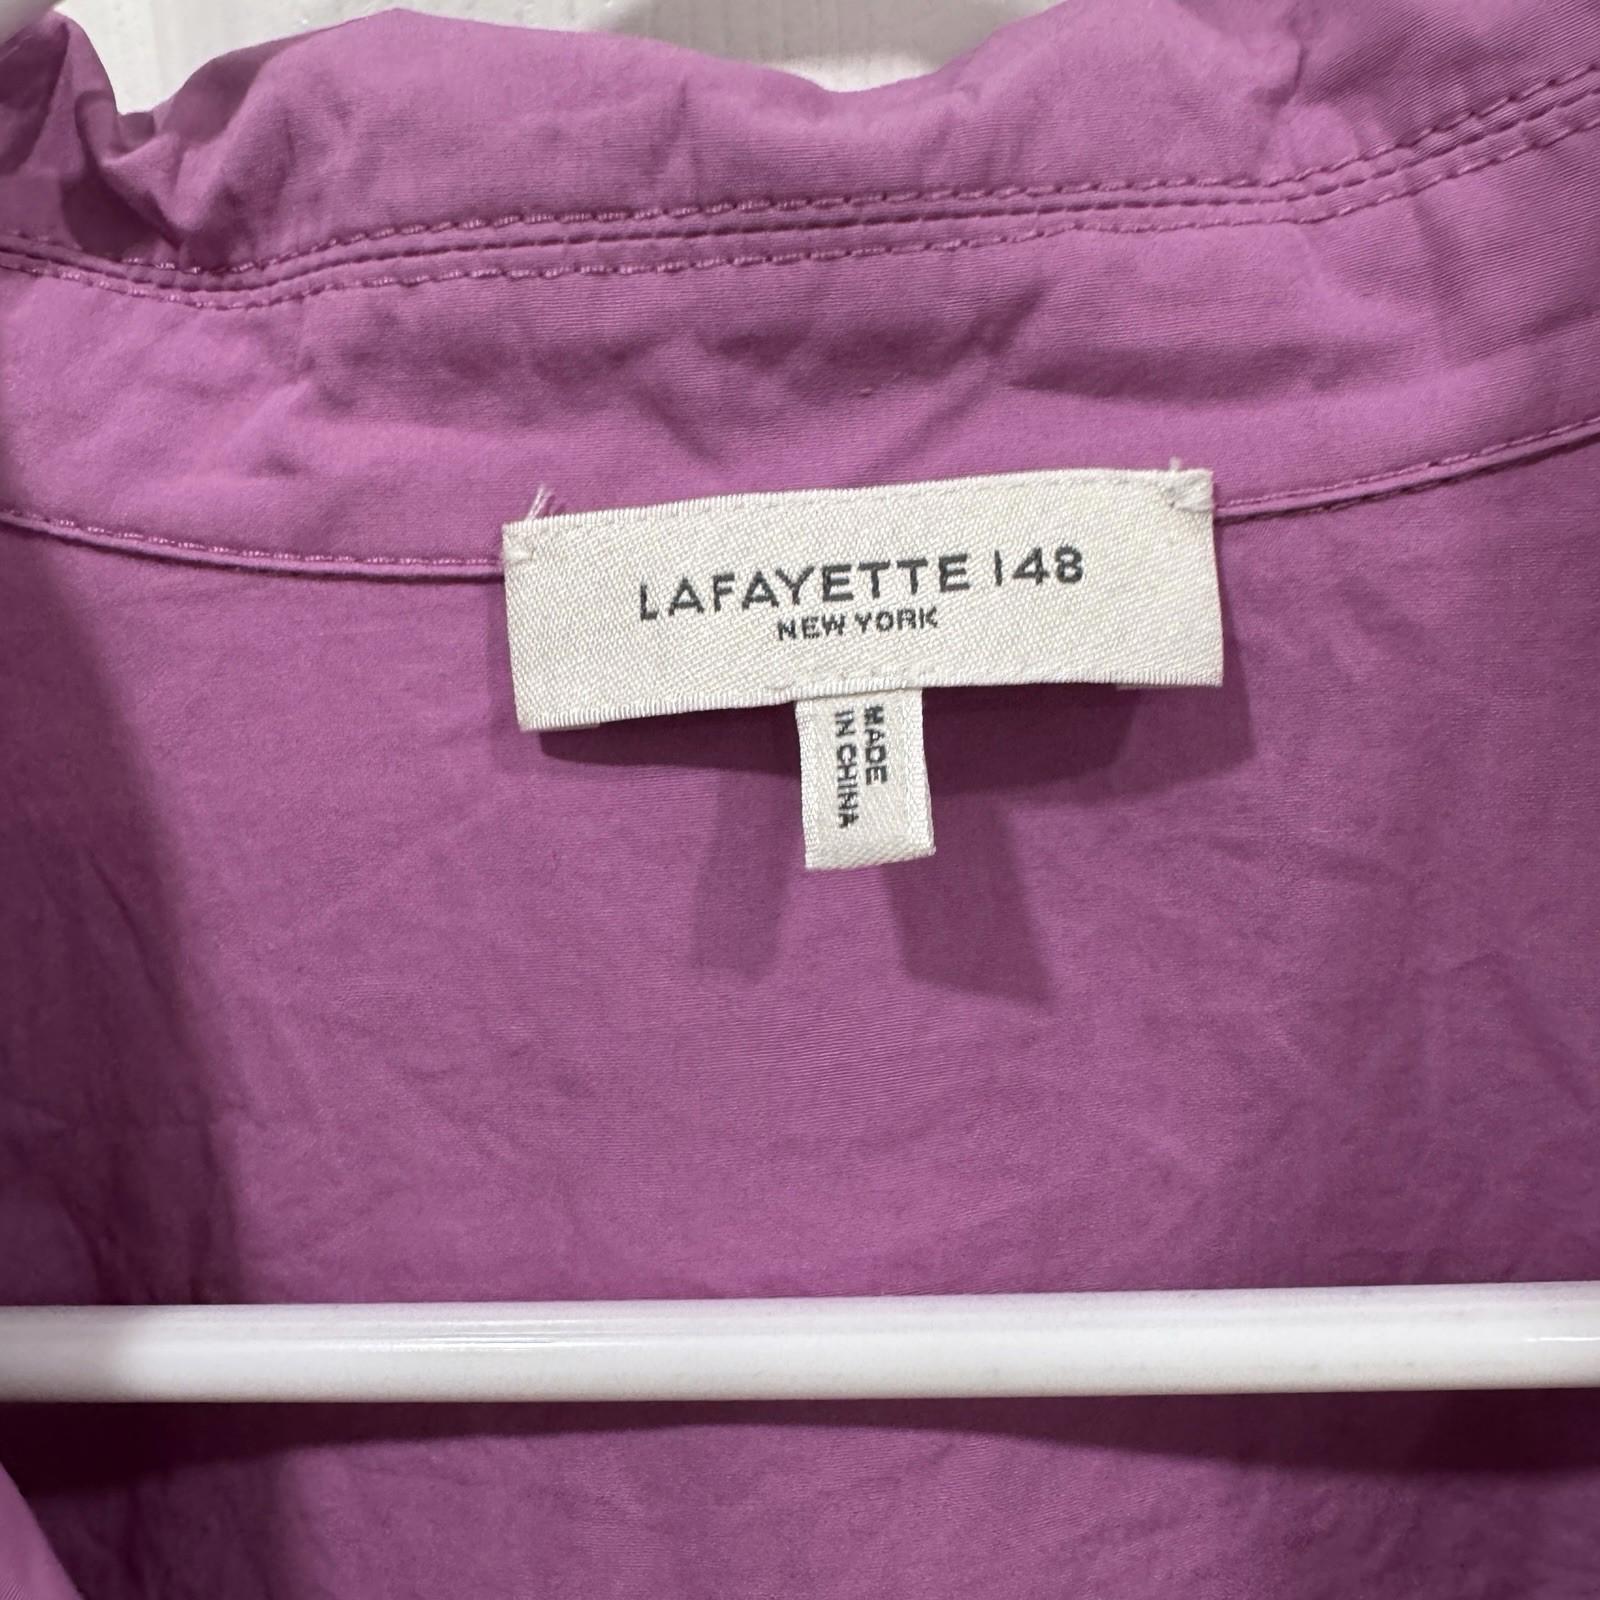 LAFAYETTE 148
NEW YORK
MADE
IN CHINA